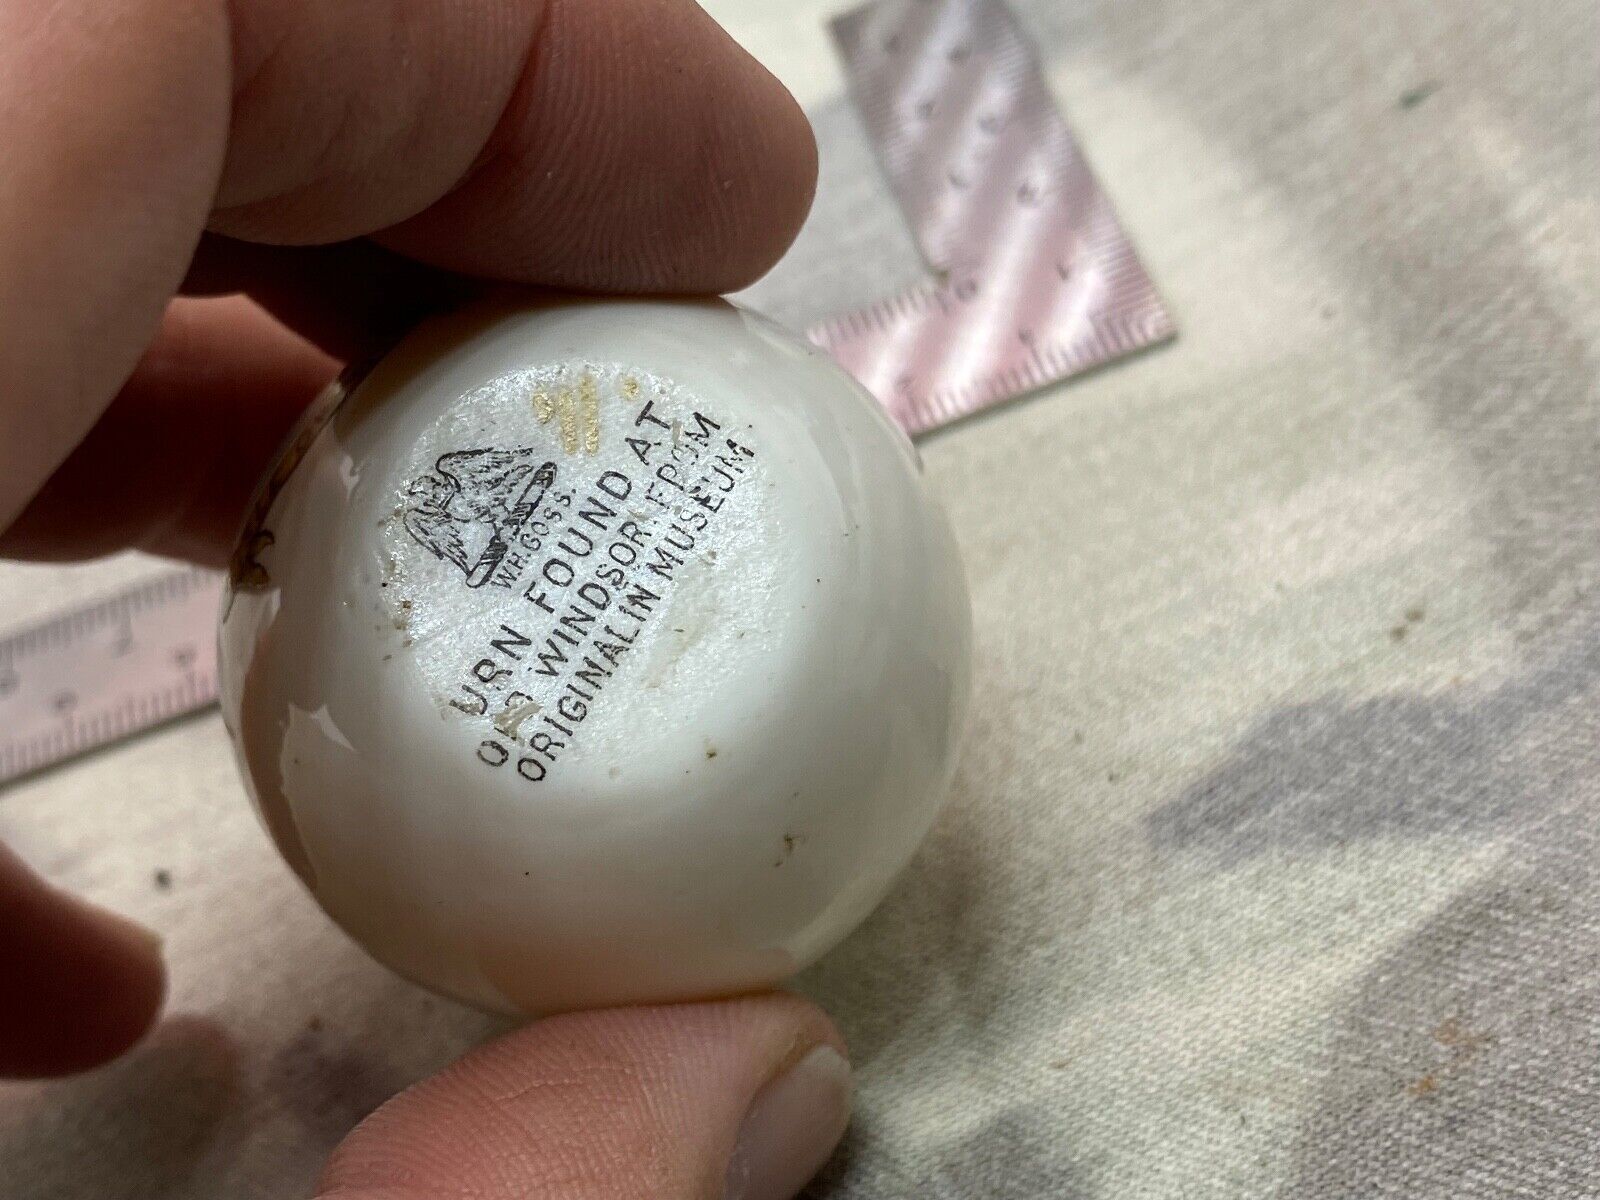 W.H.GOSS.
URN FOUND AT
OLD WINDSOR. FROM
ORIGINAL IN MUSEUM